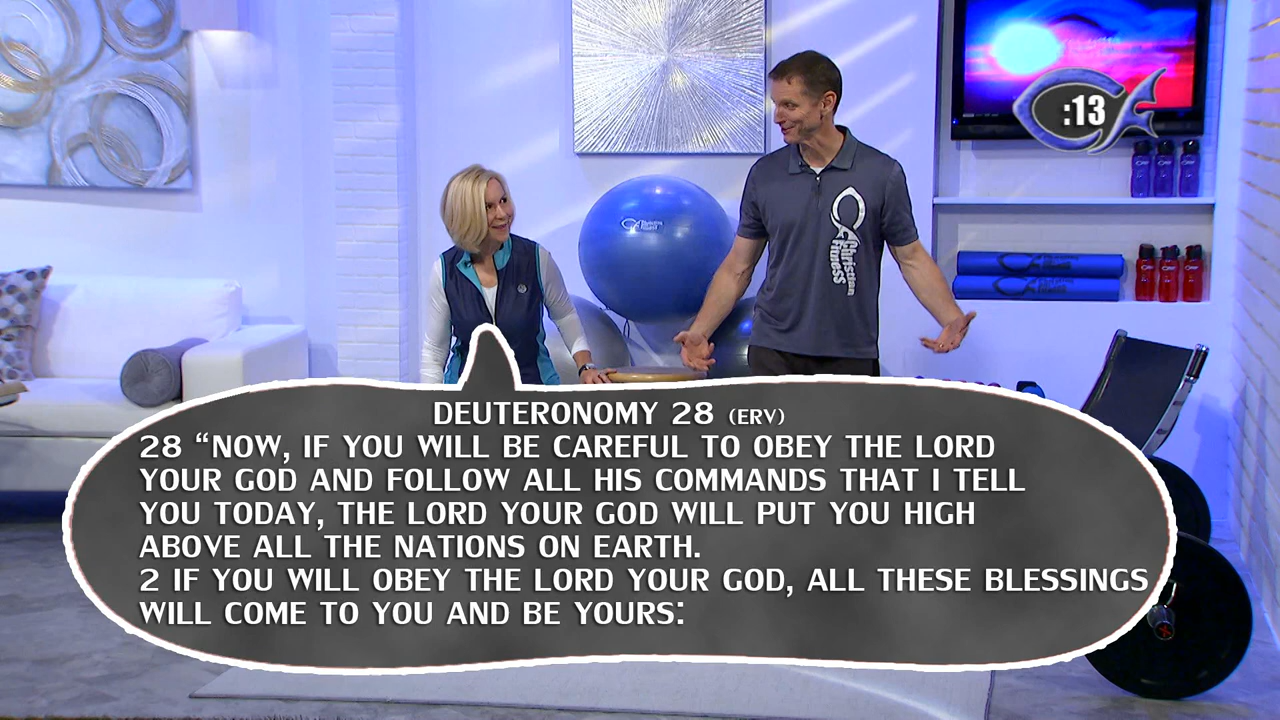 :13
Christian
Fitness
DEUTERONOMY 28 (ERV)
28 “NOW, IF YOU WILL BE CAREFUL TO OBEY THE LORD
YOUR GOD AND FOLLOW ALL HIS COMMANDS THAT I TELL
YOU TODAY, THE LORD YOUR GOD WILL PUT YOU HIGH
ABOVE ALL THE NATIONS ON EARTH.
2 IF YOU WILL OBEY THE LORD YOUR GOD, ALL THESE BLESSINGS
WILL COME TO YOU AND BE YOURS: